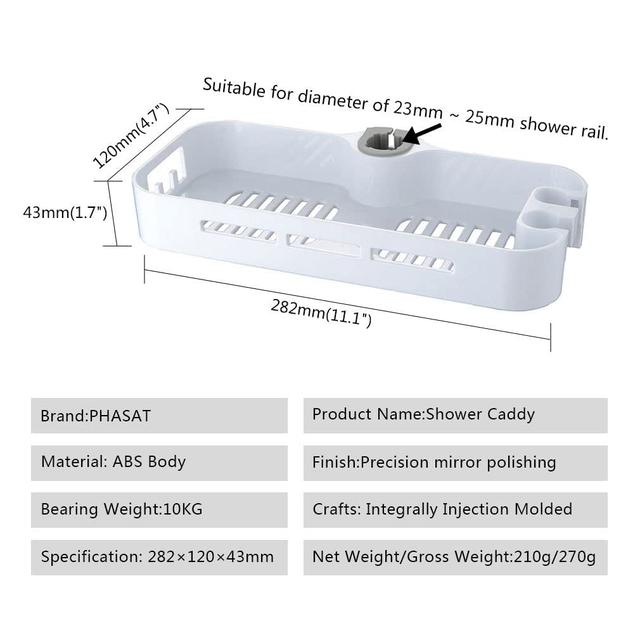 Suitable for diameter of 23mm ~ 25mm shower rail.
120mm(4.7")
43mm(1.7")
282mm(11.1")
Brand:PHASAT
Product Name:Shower Caddy
Material: ABS Body
Finish:Precision mirror polishing
Bearing Weight:10KG
Crafts: Integrally Injection Molded
Specification: 282×120×43mm
Net Weight/Gross Weight:210g/270g